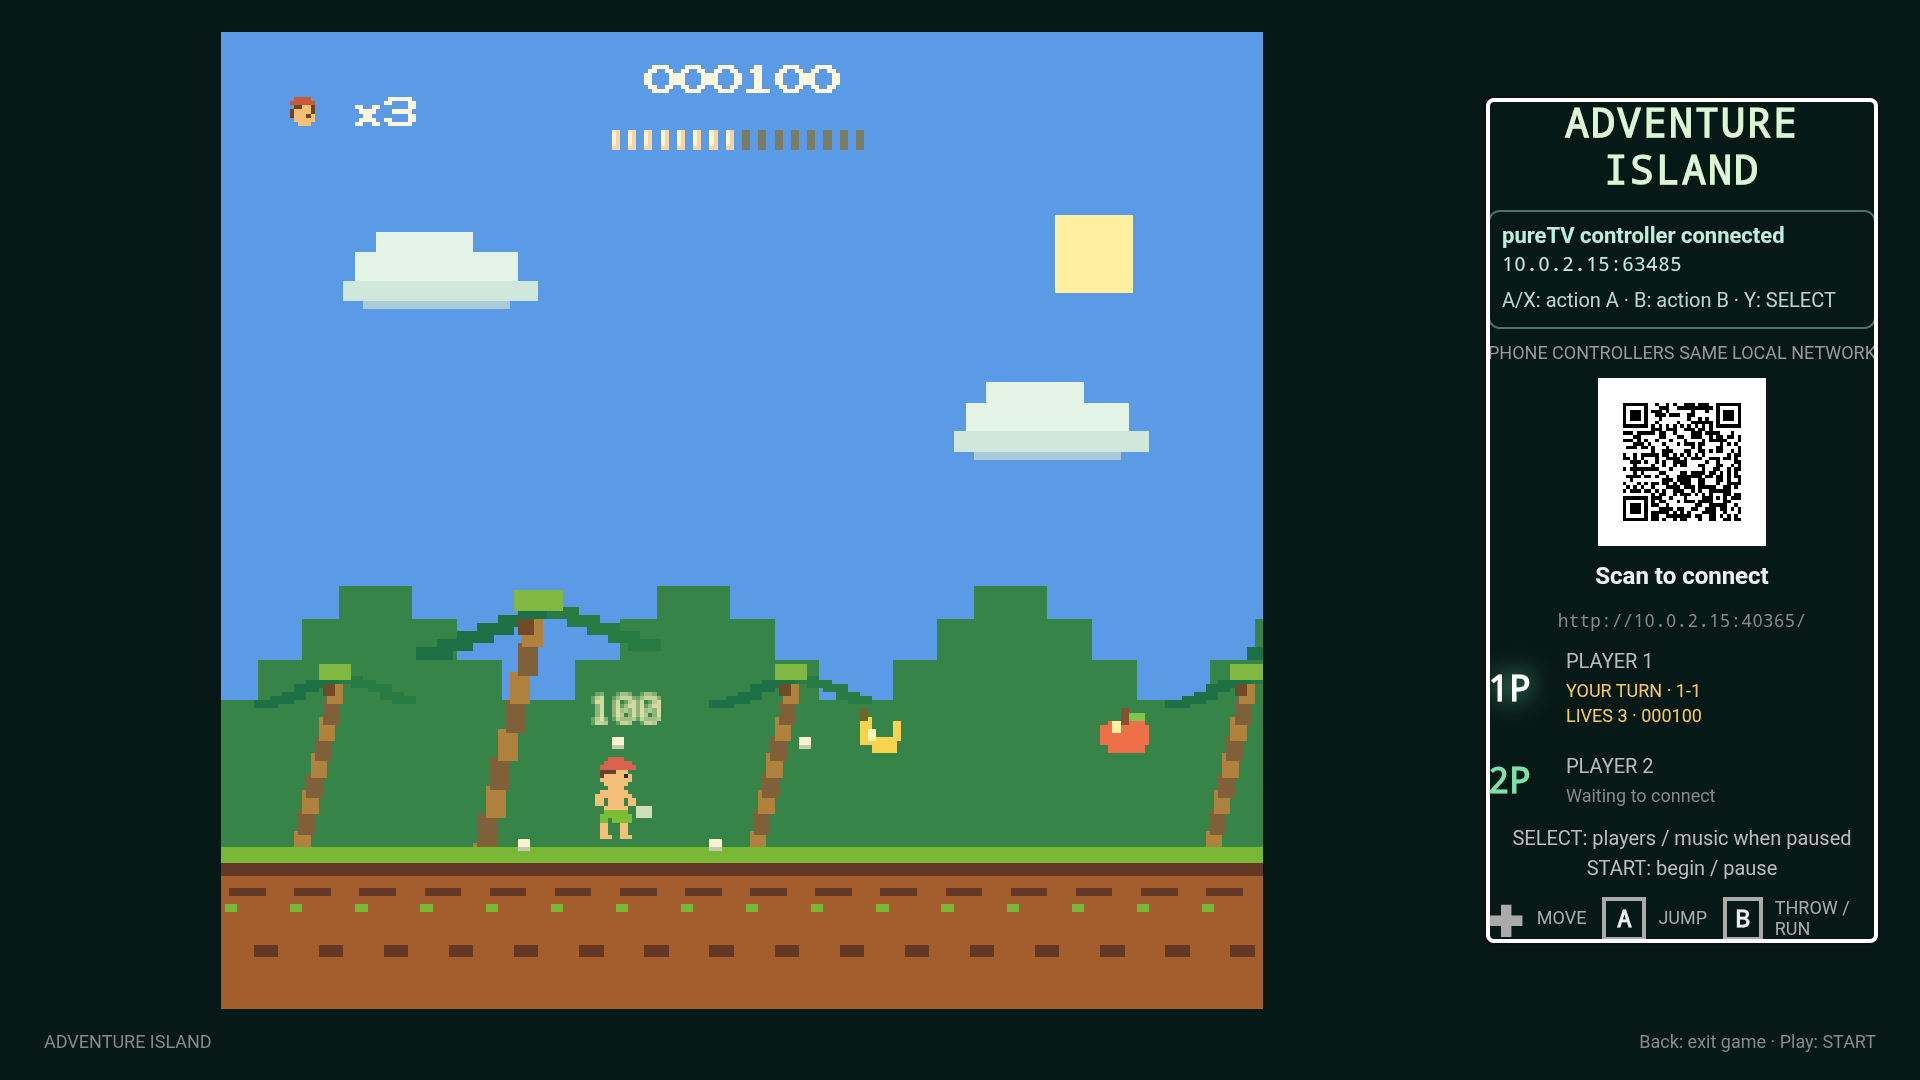 000100
x3
100
ADVENTURE
ISLAND
pureTV controller connected
10.0.2.15:63485
A/X: action A · B: action B · Y: SELECT
PHONE CONTROLLERS SAME LOCAL NETWORK
Scan to connect
http://10.0.2.15:40365/
1P
PLAYER 1
YOUR TURN · 1-1
LIVES 3 · 000100
2P
PLAYER 2
Waiting to connect
SELECT: players / music when paused
START: begin / pause
MOVE A JUMP B THROW /
RUN
ADVENTURE ISLAND
Back: exit game · Play: START